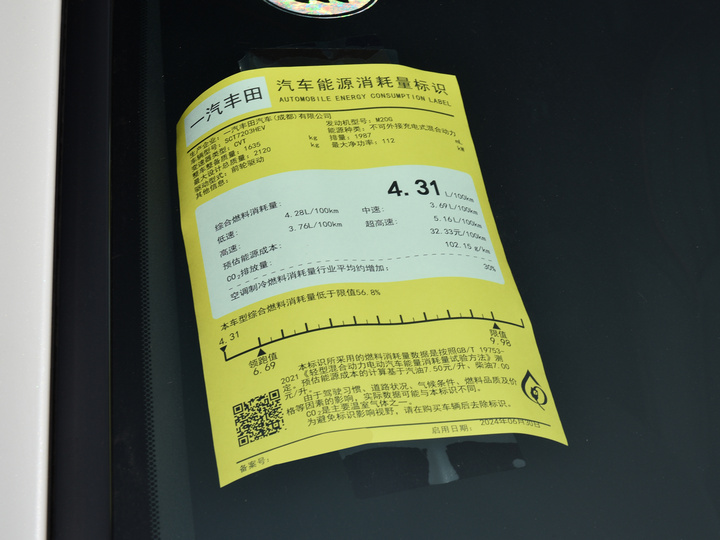 一汽丰田
汽车能源消耗量标识
AUTOMOBILE ENERGY CONSUMPTION LABEL
生产企业：一汽丰田汽车(成都)有限公司
车辆型号：SCT7203HEV
发动机型号：M20G
变速器类型：CVT
能源种类：不可外接充电式混合动力
整车整备质量：1635 kg
排量：1987 mL
最大设计总质量：2120 kg
最大净功率：112 kW
驱动型式：前轮驱动
其他信息：
综合燃料消耗量：
4.31 L/100km
低速：
4.28L/100km
中速：
3.69L/100km
高速：
3.76L/100km
超高速：
5.16L/100km
预估能源成本：
32.33元/100km
CO₂排放量：
102.15 g/km
空调制冷燃料消耗量行业平均约增加：
30%
本车型综合燃料消耗量低于限值56.8%
4.31
领跑值
6.69
限值
9.98
本标识所采用的燃料消耗量数据是按照GB/T 19753-
2021《轻型混合动力电动汽车能量消耗量试验方法》测
定。预估能源成本的计算基于汽油7.50元/升、柴油7.00
元/升。
由于驾驶习惯、道路状况、气候条件、燃料品质及价
格等因素的影响，实际数据可能与本标识不同。
CO₂是主要温室气体之一。
为避免标识影响视野，请在购买车辆后去除标识。
备案号：
启用日期：
2024年06月30日